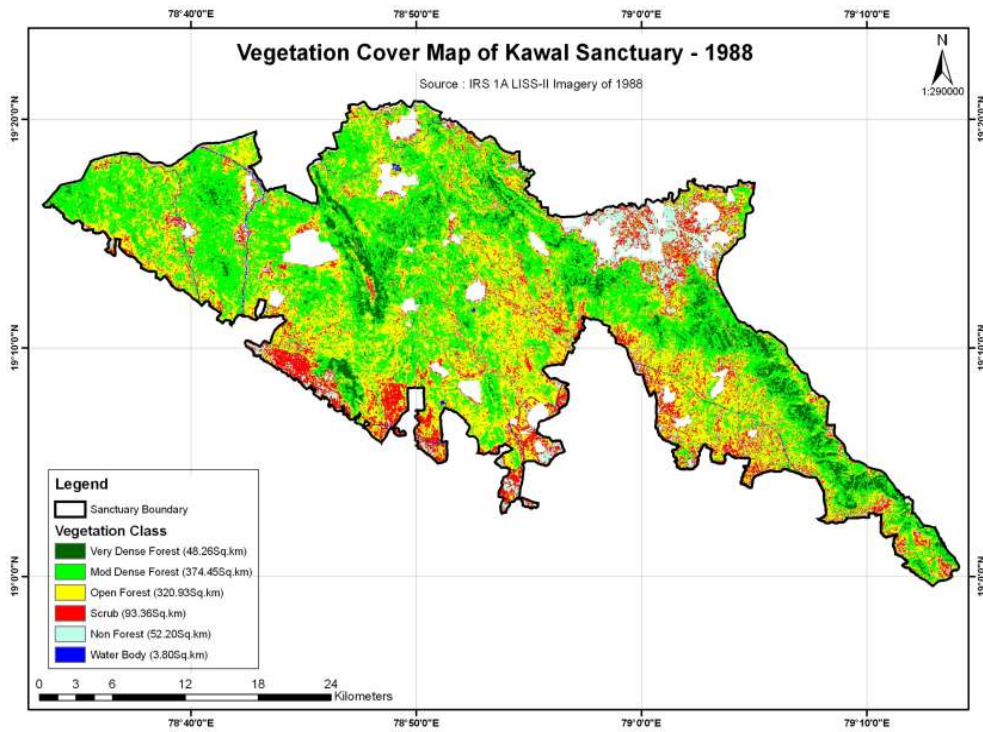 78°40'0"E 78°50'0"E 79°0'0"E 79°10'0"E
Vegetation Cover Map of Kawal Sanctuary - 1988
Source : IRS 1A LISS-II Imagery of 1988
N
1:290000
19°20'0"N 19°20'0"N
19°10'0"N 19°10'0"N
19°0'0"N 19°0'0"N
Legend
Sanctuary Boundary
Vegetation Class
Very Dense Forest (48.26Sq.km)
Mod Dense Forest (374.45Sq.km)
Open Forest (320.93Sq.km)
Scrub (93.36Sq.km)
Non Forest (52.20Sq.km)
Water Body (3.80Sq.km)
0 3 6 12 18 24
Kilometers
78°40'0"E 78°50'0"E 79°0'0"E 79°10'0"E